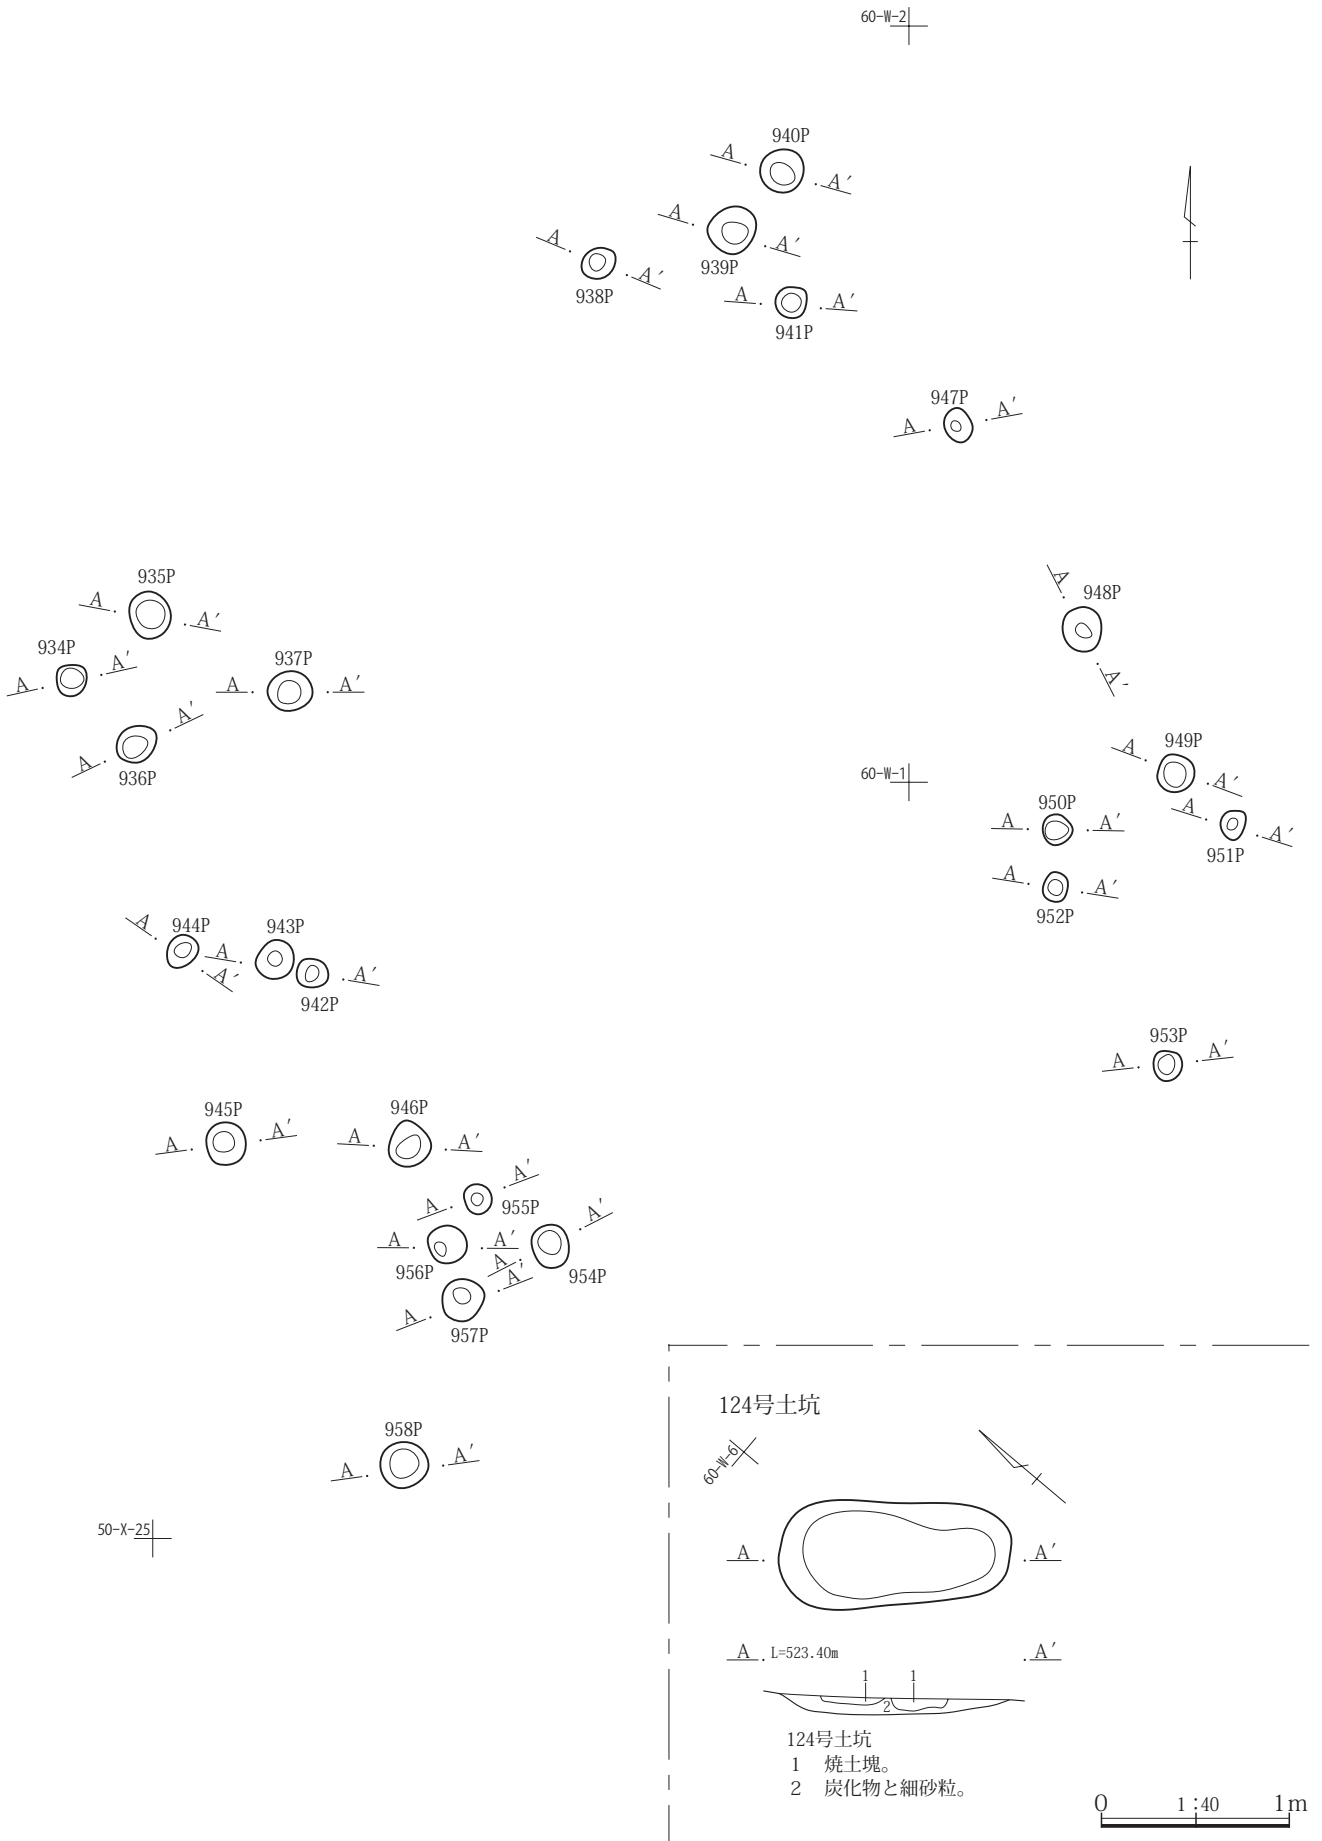 60-W-2
940P
A
A′
A
A′
939P
A
A′
938P
A
A′
941P
947P
A
A′
935P
A
A′
934P
A
A′
937P
A
A′
A
A′
936P
A
948P
A′
60-W-1
949P
A
A′
950P
A
A′
A
A′
951P
A
A′
952P
944P
A
A′
943P
A
A′
942P
953P
A
A′
945P
A
A′
946P
A
A′
A
A′
955P
A
A′
956P
A
A′
954P
A
A′
957P
958P
A
A′
50-X-25
124号土坑
60-W-6
A
A′
A
L=523.40m
A′
1
1
2
124号土坑
1 焼土塊。
2 炭化物と細砂粒。
0 1:40 1m